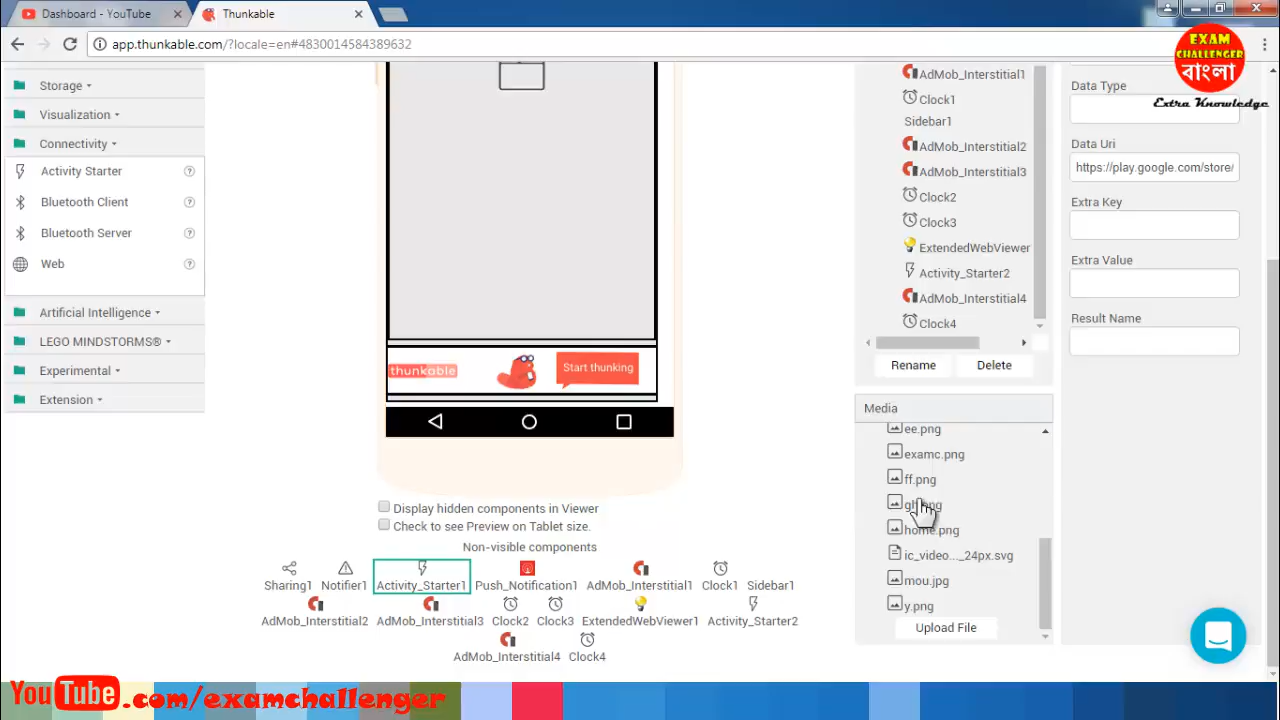 Dashboard - YouTube
Thunkable
app.thunkable.com/?locale=en#4830014584389632
EXAM
CHALLENGER
বাংলা
Extra Knowledge
Storage
Visualization
Connectivity
Activity Starter
Bluetooth Client
Bluetooth Server
Web
Artificial Intelligence
LEGO MINDSTORMS®
Experimental
Extension
thunkable
Start thunking
Display hidden components in Viewer
Check to see Preview on Tablet size.
Non-visible components
Sharing1 Notifier1 Activity_Starter1 Push_Notification1 AdMob_Interstitial1 Clock1 Sidebar1
AdMob_Interstitial2 AdMob_Interstitial3 Clock2 Clock3 ExtendedWebViewer1 Activity_Starter2
AdMob_Interstitial4 Clock4
AdMob_Interstitial1
Clock1
Sidebar1
AdMob_Interstitial2
AdMob_Interstitial3
Clock2
Clock3
ExtendedWebViewer
Activity_Starter2
AdMob_Interstitial4
Clock4
Rename Delete
Media
ee.png
examc.png
ff.png
home.png
ic_video..._24px.svg
mou.jpg
y.png
Upload File
Data Type
Data Uri
https://play.google.com/store/
Extra Key
Extra Value
Result Name
YouTube.com/examchallenger